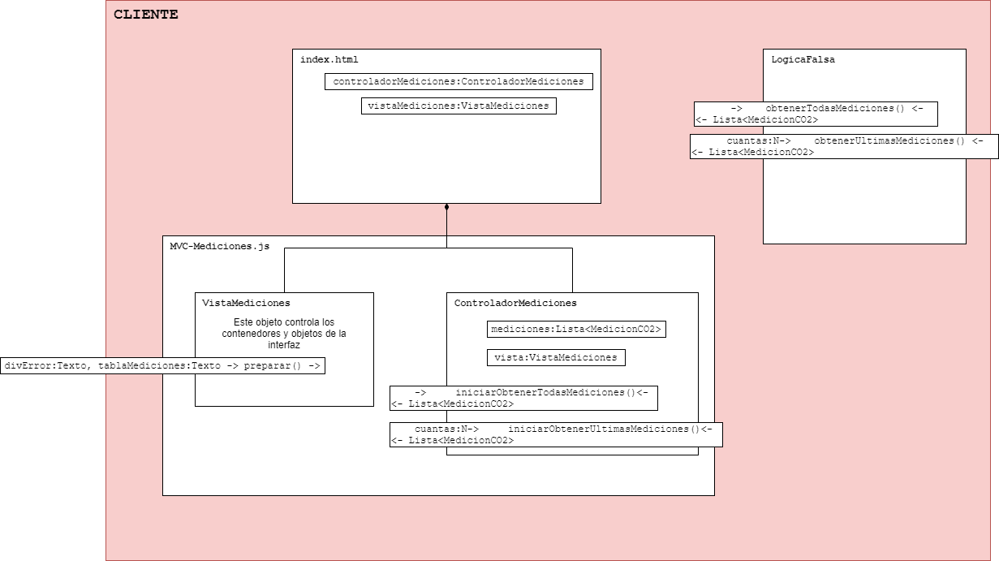 CLIENTE
index.html
controladorMediciones:ControladorMediciones
vistaMediciones:VistaMediciones
LogicaFalsa
-> obtenerTodasMediciones() <-
<- Lista<MedicionCO2>
cuantas:N-> obtenerUltimasMediciones() <-
<- Lista<MedicionCO2>
MVC-Mediciones.js
VistaMediciones
Este objeto controla los
contenedores y objetos de la
interfaz
divError:Texto, tablaMediciones:Texto -> preparar() ->
ControladorMediciones
mediciones:Lista<MedicionCO2>
vista:VistaMediciones
-> iniciarObtenerTodasMediciones()<-
<- Lista<MedicionCO2>
cuantas:N-> iniciarObtenerUltimasMediciones()<-
<- Lista<MedicionCO2>